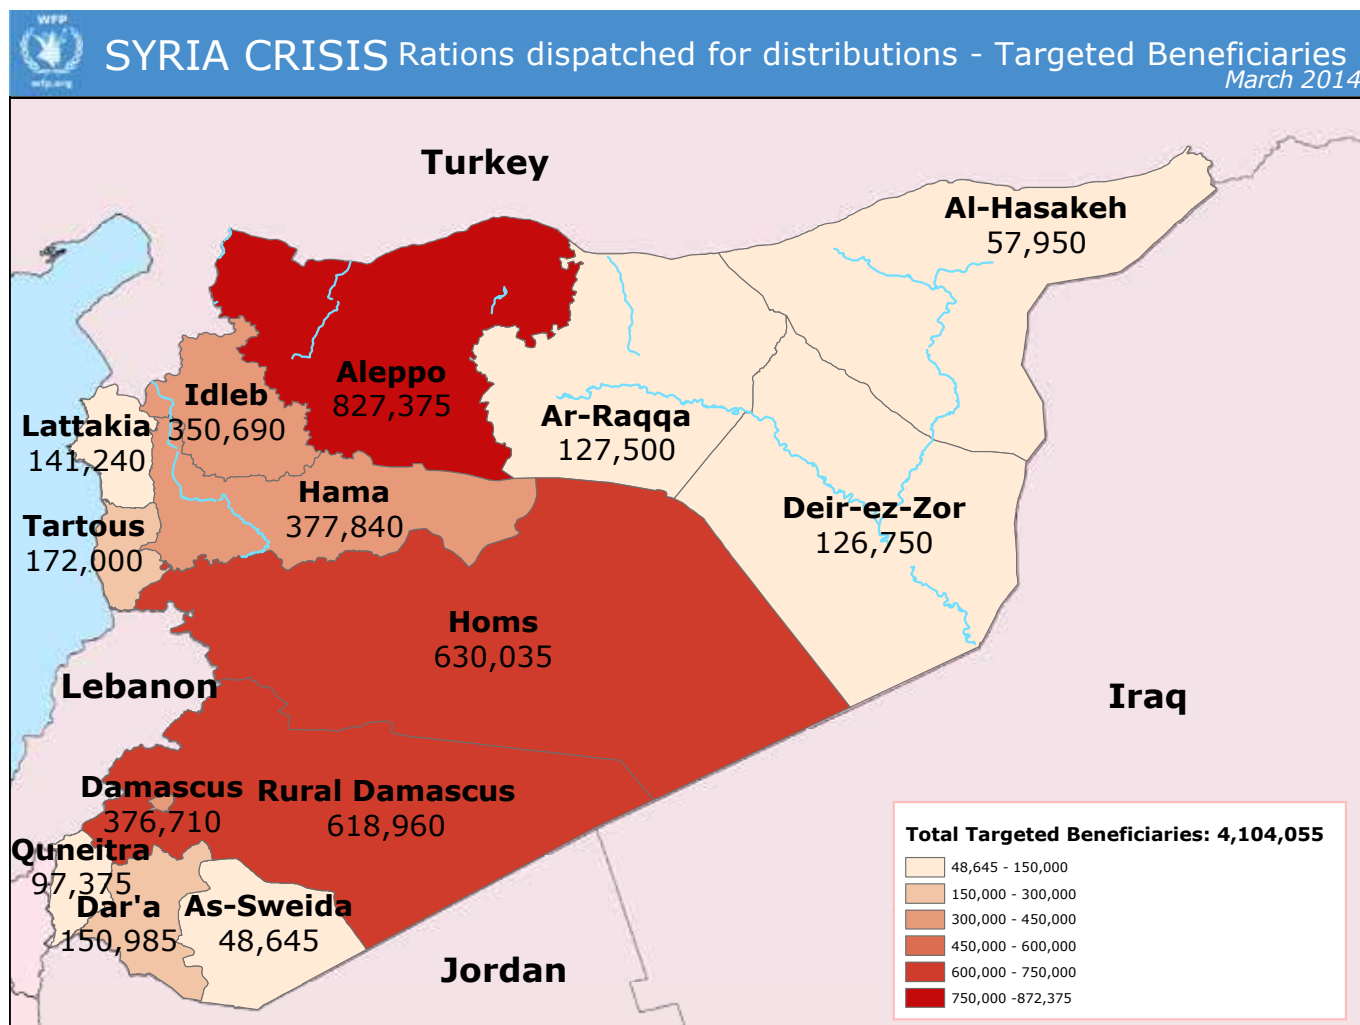 WFP
wfp.org
SYRIA CRISIS Rations dispatched for distributions - Targeted Beneficiaries
March 2014
Turkey
Al-Hasakeh
57,950
Aleppo
827,375
Idleb
350,690
Ar-Raqqa
127,500
Lattakia
141,240
Hama
377,840
Deir-ez-Zor
126,750
Tartous
172,000
Homs
630,035
Lebanon
Iraq
Damascus
376,710
Rural Damascus
618,960
Quneitra
97,375
Dar'a
150,985
As-Sweida
48,645
Jordan
Total Targeted Beneficiaries: 4,104,055
48,645 - 150,000
150,000 - 300,000
300,000 - 450,000
450,000 - 600,000
600,000 - 750,000
750,000 -872,375